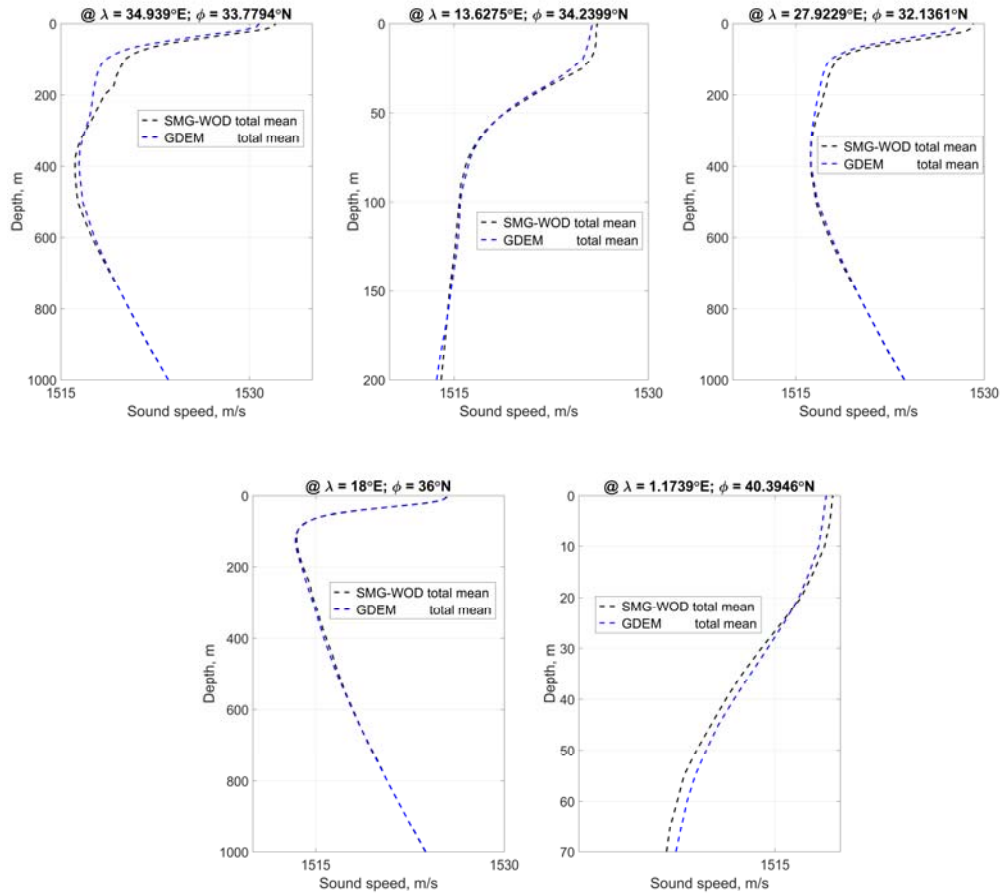 @ λ = 34.939°E; ϕ = 33.7794°N
0
200
400
600
800
1000
Depth, m
SMG-WOD total mean
GDEM total mean
1515
1530
Sound speed, m/s
@ λ = 13.6275°E; ϕ = 34.2399°N
0
50
100
150
200
Depth, m
SMG-WOD total mean
GDEM total mean
1515
1530
Sound speed, m/s
@ λ = 27.9229°E; ϕ = 32.1361°N
0
200
400
600
800
1000
Depth, m
SMG-WOD total mean
GDEM total mean
1515
1530
Sound speed, m/s
@ λ = 18°E; ϕ = 36°N
0
200
400
600
800
1000
Depth, m
SMG-WOD total mean
GDEM total mean
1515
1530
Sound speed, m/s
@ λ = 1.1739°E; ϕ = 40.3946°N
0
10
20
30
40
50
60
70
Depth, m
SMG-WOD total mean
GDEM total mean
1515
Sound speed, m/s